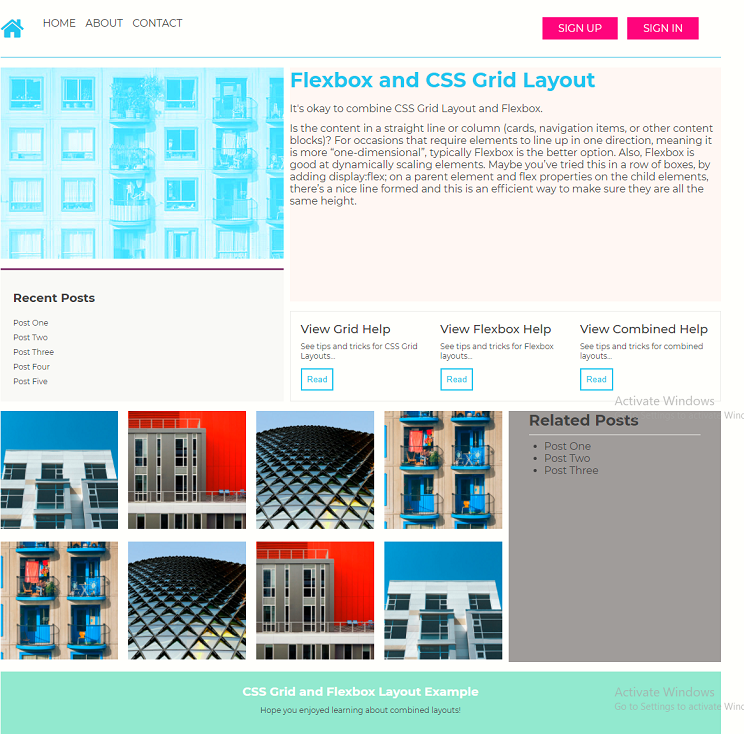 HOME ABOUT CONTACT
SIGN UP SIGN IN
Flexbox and CSS Grid Layout
It's okay to combine CSS Grid Layout and Flexbox.
Is the content in a straight line or column (cards, navigation items, or other content
blocks)? For occasions that require elements to line up in one direction, meaning it
is more “one-dimensional”, typically Flexbox is the better option. Also, Flexbox is
good at dynamically scaling elements. Maybe you’ve tried this in a row of boxes, by
adding display:flex; on a parent element and flex properties on the child elements,
there’s a nice line formed and this is an efficient way to make sure they are all the
same height.
Recent Posts
Post One
Post Two
Post Three
Post Four
Post Five
View Grid Help
See tips and tricks for CSS Grid
Layouts...
Read
View Flexbox Help
See tips and tricks for Flexbox
layouts...
Read
View Combined Help
See tips and tricks for combined
layouts...
Read
Activate Windows
Related Posts
Post One
Post Two
Post Three
CSS Grid and Flexbox Layout Example
Hope you enjoyed learning about combined layouts!
Activate Windows
Go to Settings to activate